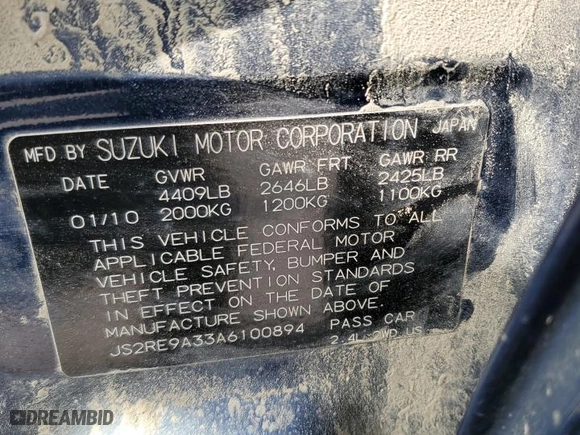 MFD BY SUZUKI MOTOR CORPORATION JAPAN
DATE GVWR GAWR FRT GAWR RR
4409LB 2646LB 2425LB
01/10 2000KG 1200KG 1100KG
THIS VEHICLE CONFORMS TO ALL
APPLICABLE FEDERAL MOTOR
VEHICLE SAFETY, BUMPER AND
THEFT PREVENTION STANDARDS
IN EFFECT ON THE DATE OF
MANUFACTURE SHOWN ABOVE.
JS2RE9A33A6100894 PASS CAR
2.4L-2WD US
© DREAMBID